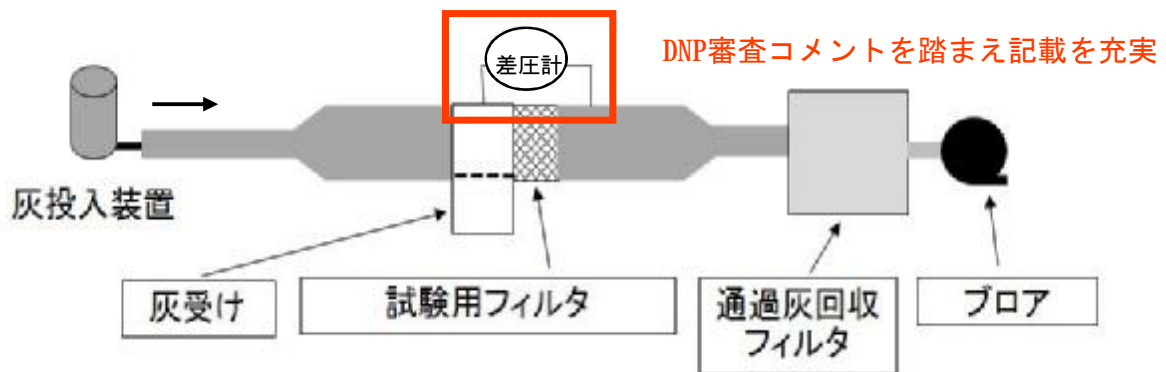 差圧計
DNP審査コメントを踏まえ記載を充実
灰投入装置
灰受け
試験用フィルタ
通過灰回収
フィルタ
ブロア